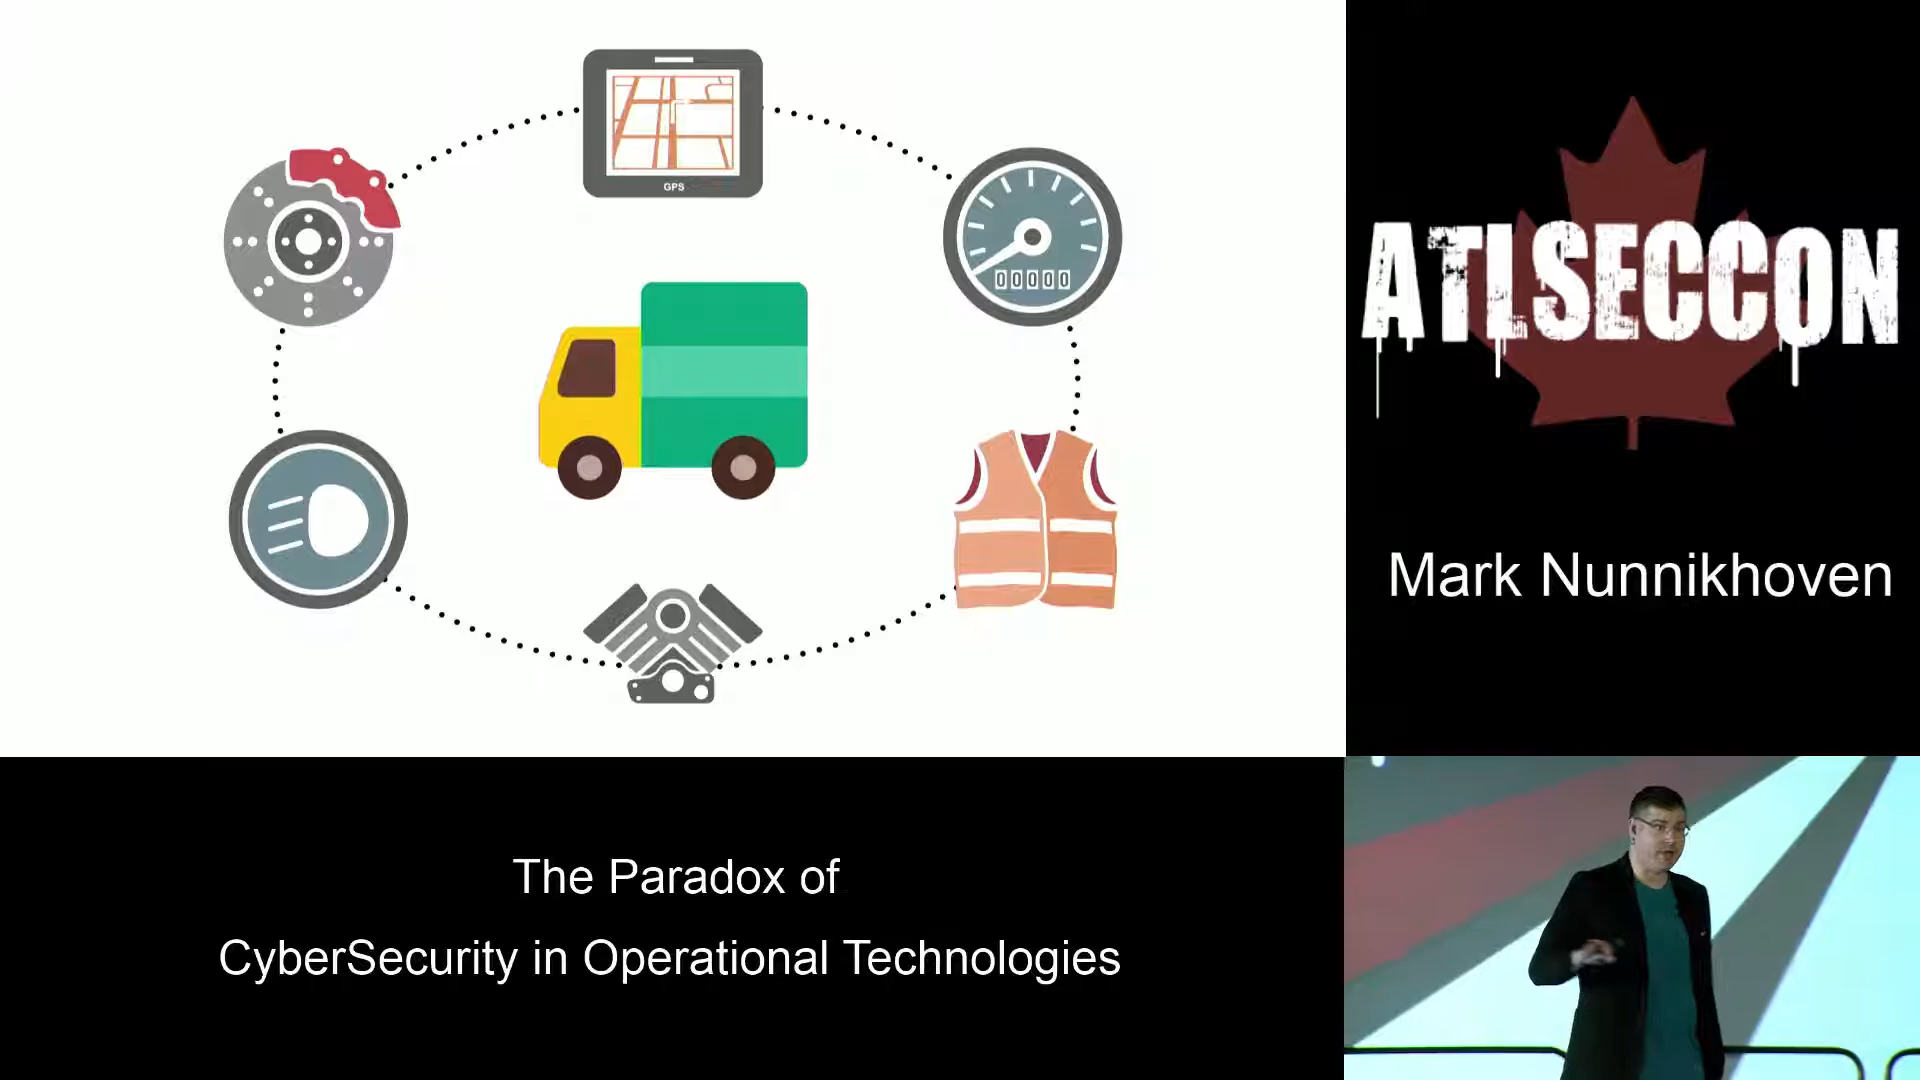 GPS
00000
ATLSECCON
Mark Nunnikhoven
The Paradox of
CyberSecurity in Operational Technologies